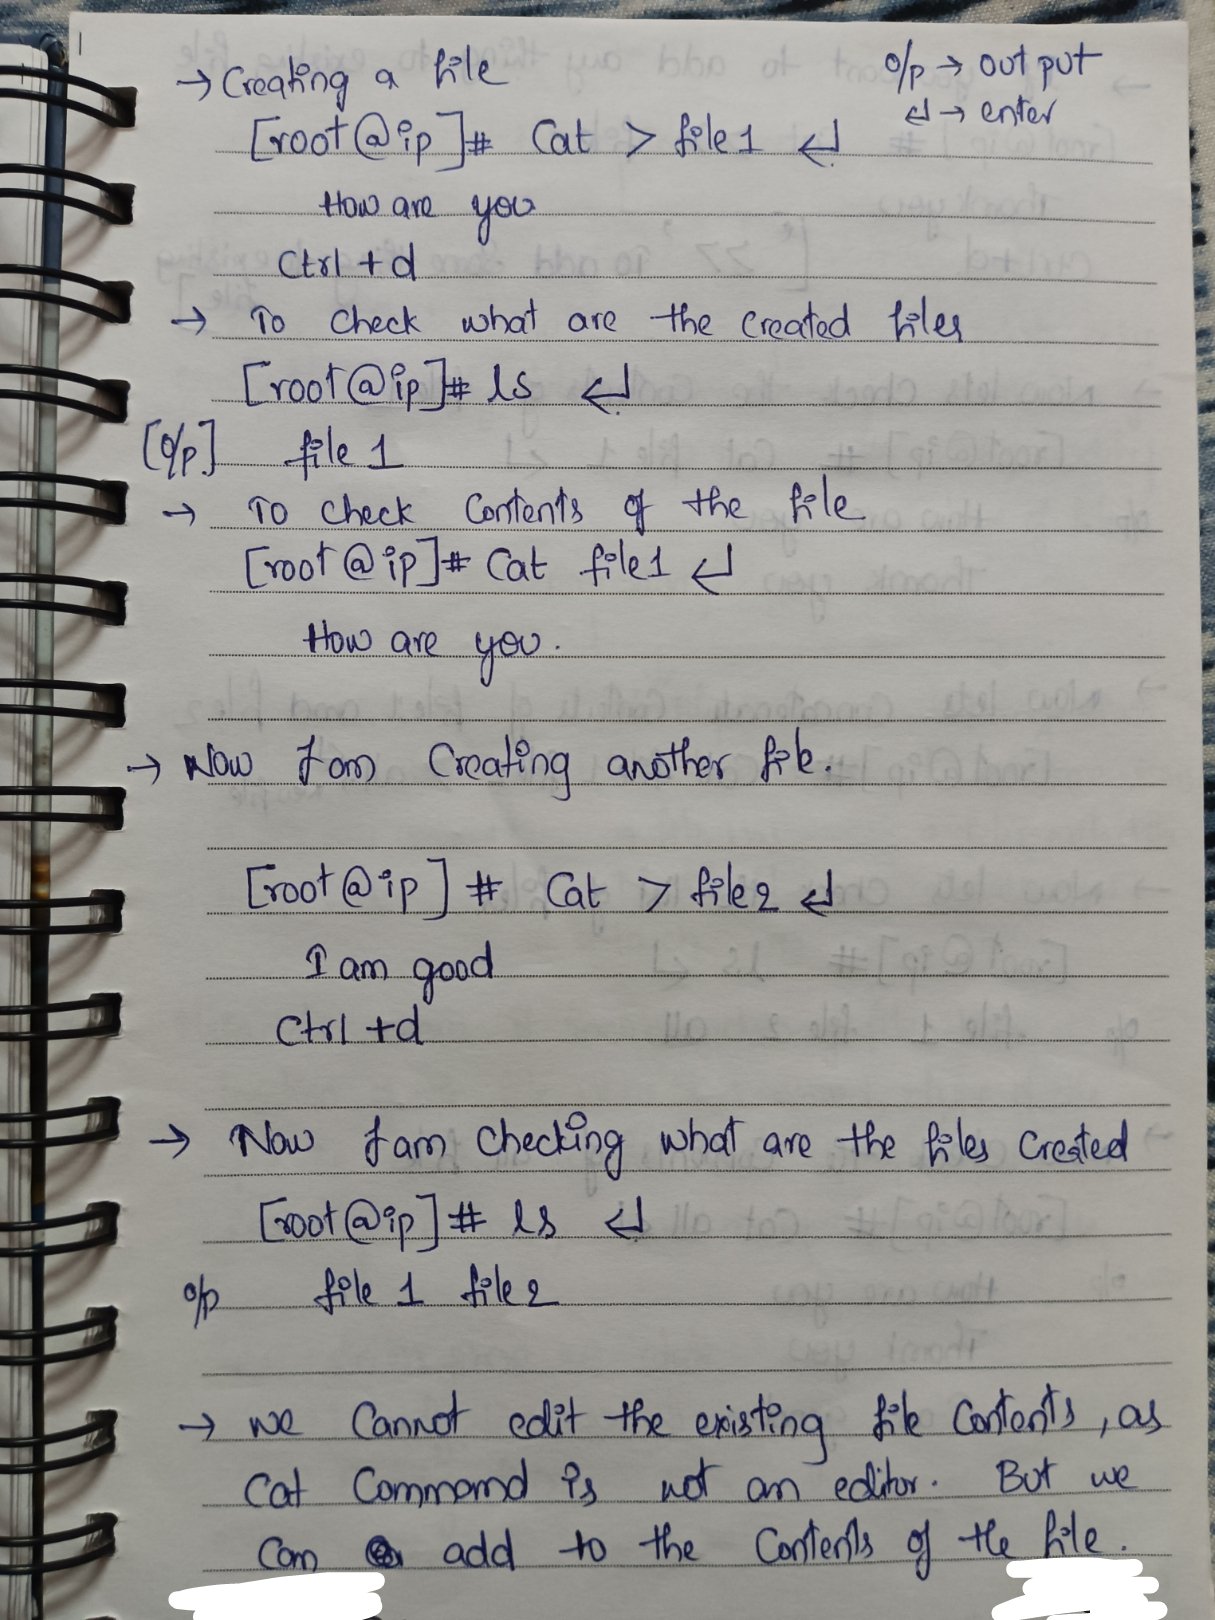 → Creating a file
o/p → output
↵ → enter
[root@ip]# Cat > file1 ↵
How are you
Ctrl + d
→ To check what are the created files
[root@ip]# ls ↵
[o/p] file 1
→ To check Contents of the file
[root@ip]# Cat file1 ↵
How are you.
→ Now I am Creating another file.
[root@ip] # Cat > file2 ↵
I am good
Ctrl +d
→ Now I am Checking what are the files Created
[root@ip]# ls ↵
o/p file 1 file 2
→ we Cannot edit the existing file Contents, as
Cat Command is not an editor. But we
Can add to the Contents of the file.